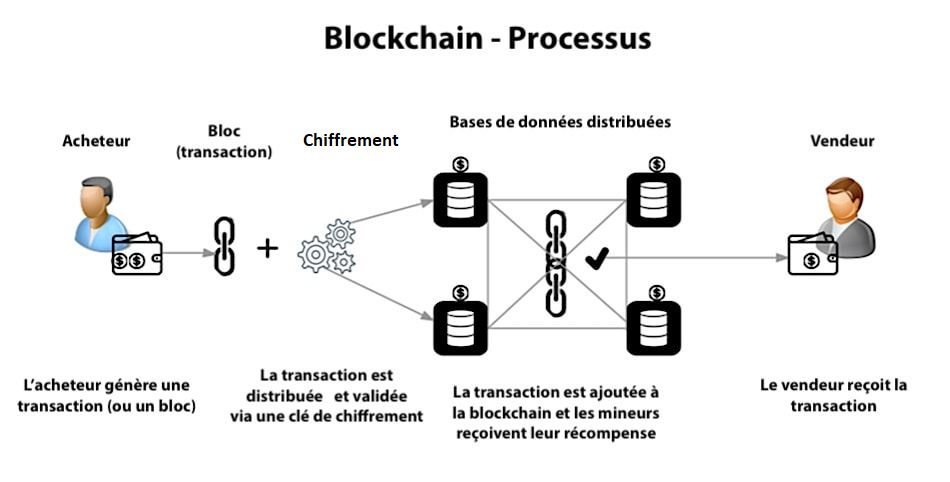 Blockchain - Processus
Acheteur
Bloc
(transaction)
Chiffrement
Bases de données distribuées
Vendeur
$ $
$
$
$
$
$
L'acheteur génère une
transaction (ou un bloc)
La transaction est
distribuée et validée
via une clé de chiffrement
La transaction est ajoutée à
la blockchain et les mineurs
reçoivent leur récompense
Le vendeur reçoit la
transaction